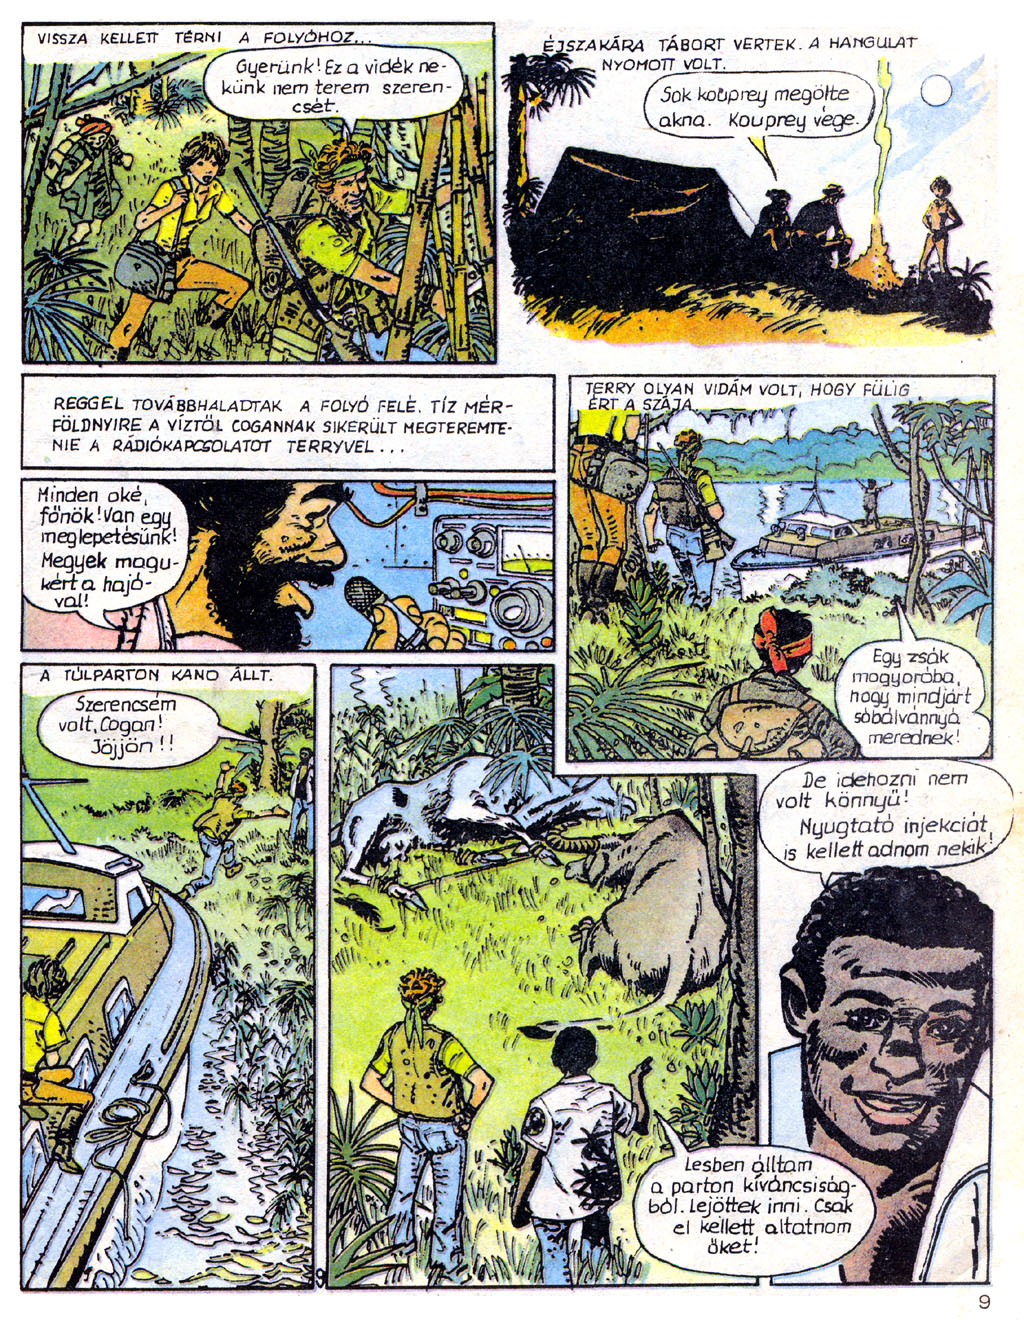 VISSZA KELLETT TÉRNI A FOLYÓHOZ...
Gyerünk! Ez a vidék ne-
künk nem terem szeren-
csét.
ÉJSZAKÁRA TÁBORT VERTEK. A HANGULAT
NYOMOTT VOLT.
Sok kouprey megölte
akna. Kouprey vége.
REGGEL TOVÁBBHALADTAK A FOLYÓ FELÉ. TÍZ MÉR-
FÖLDNYIRE A VÍZTŐL COGANNAK SIKERÜLT MEGTEREMTE-
NIE A RÁDIÓKAPCSOLATOT TERRYVEL...
Minden oké,
főnök! Van egy
meglepetésünk!
Megyek magu-
kért a hajó-
val!
TERRY OLYAN VIDÁM VOLT, HOGY FÜLIG
ÉRT A SZÁJA
Egy zsák
mogyoróba,
hogy mindjárt
sóbálvánnyá
merednek!
A TÚLPARTON KANO ÁLLT.
Szerencsém
volt, Cogan!
Jöjjön!!
Lesben álltam
a parton kíváncsiság-
ból. Lejöttek inni. Csak
el kellett altatnom
őket!
De idehozni nem
volt könnyű!
Nyugtató injekciót
is kellett adnom nekik!
9